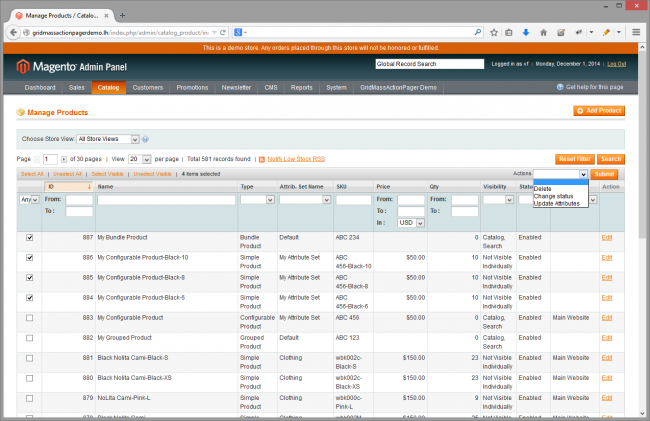 Manage Products / Catalo...
gridmassactionpagerdemo.lh/index.php/admin/catalog_product/in
This is a demo store. Any orders placed through this store will not be honored or fulfilled.
Magento Admin Panel
Global Record Search
Logged in as vf | Monday, December 1, 2014 | Log Out
Dashboard Sales Catalog Customers Promotions Newsletter CMS Reports System GridMassActionPager Demo
Get help for this page
Manage Products
Add Product
Choose Store View: All Store Views
Page 1 of 30 pages | View 20 per page | Total 581 records found | Notify Low Stock RSS
Reset Filter Search
Select All | Unselect All | Select Visible | Unselect Visible | 4 items selected
Actions Submit
Delete
Change status
Update Attributes
ID Name Type Attrib. Set Name SKU Price Qty Visibility Statu Action
Any From: From: From:
To : To : To :
In : USD
887 My Bundle Product Bundle Product Default ABC 234 0 Catalog, Search Enabled Edit
886 My Configurable Product-Black-10 Simple Product My Attribute Set ABC 456-Black-10 $50.00 10 Not Visible Individually Enabled Edit
885 My Configurable Product-Black-8 Simple Product My Attribute Set ABC 456-Black-8 $50.00 10 Not Visible Individually Enabled Edit
884 My Configurable Product-Black-6 Simple Product My Attribute Set ABC 456-Black-6 $50.00 10 Not Visible Individually Enabled Edit
883 My Configurable Product Configurable Product My Attribute Set ABC 456 0 Catalog, Search Enabled Main Website Edit
882 My Grouped Product Grouped Product Default ABC 123 0 Catalog, Search Enabled Edit
881 Black Nolita Cami-Black-S Simple Product Clothing wbk002c-Black-S $150.00 23 Not Visible Individually Enabled Main Website Edit
880 Black Nolita Cami-Black-XS Simple Product Clothing wbk002c-Black-XS $150.00 23 Not Visible Individually Enabled Main Website Edit
879 NoLIta Cami-Pink-L Simple Product Clothing wbk000c-Pink-L $150.00 9 Not Visible Individually Enabled Main Website Edit